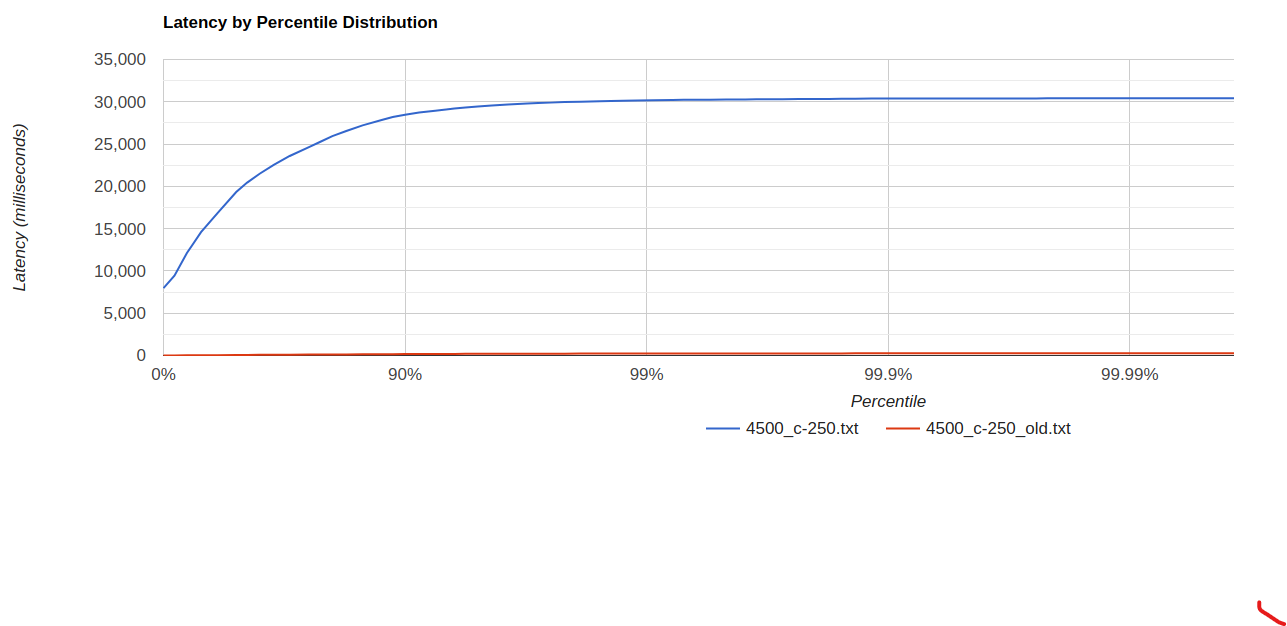 Latency by Percentile Distribution
35,000
30,000
25,000
20,000
15,000
10,000
5,000
0
Latency (milliseconds)
0% 90% 99% 99.9% 99.99%
Percentile
4500_c-250.txt 4500_c-250_old.txt